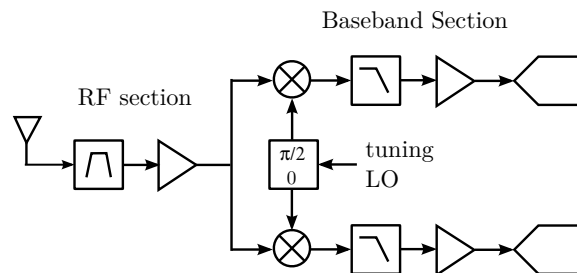 Baseband Section
RF section
π/2
0
tuning
LO